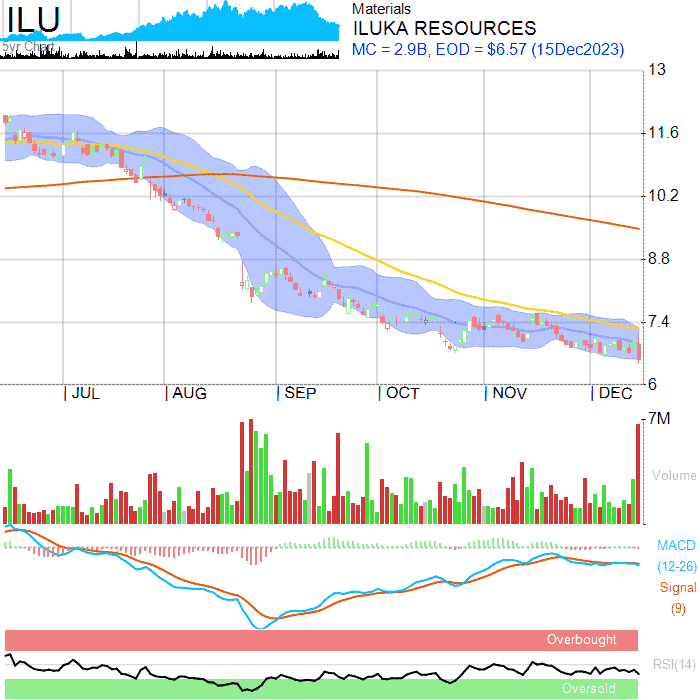 ILU
5yr Chart
Materials
ILUKA RESOURCES
MC = 2.9B, EOD = $6.57 (15Dec2023)
13
11.6
10.2
8.8
7.4
6
JUL
AUG
SEP
OCT
NOV
DEC
7M
Volume
MACD
(12-26)
Signal
(9)
Overbought
RSI(14)
Oversold